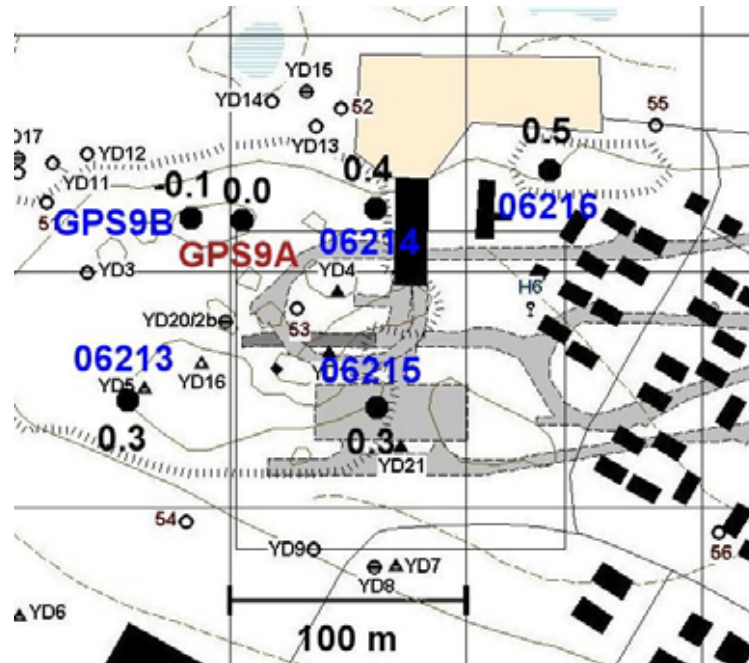 YD15
YD14
52
YD13
55
D17
YD12
YD11
0.5
0.4
-0.1
0.0
5
GPS9B
06216
06214
GPS9A
YD3
YD4
H6
53
YD20/2b
06213
YD16
06215
YD5
0.3
0.3
YD21
54
YD9
56
YD8
YD7
YD6
100 m